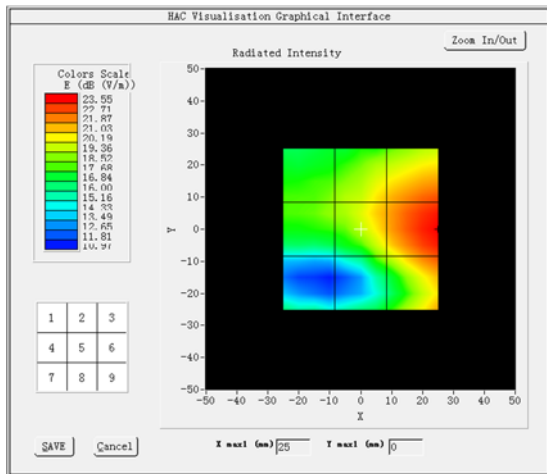 HAC Visualisation Graphical Interface
Zoom In/Out
Radiated Intensity
Colors Scale
E (dB (V/m))
23.55
22.71
21.87
21.03
20.19
19.36
18.52
17.68
16.84
16.00
15.16
14.33
13.49
12.65
11.81
10.97
50
40
30
20
10
0
-10
-20
-30
-40
-50
Y
-50 -40 -30 -20 -10 0 10 20 30 40 50
X
1 2 3
4 5 6
7 8 9
SAVE Cancel
X max1 (mm) 25 Y max1 (mm) 0